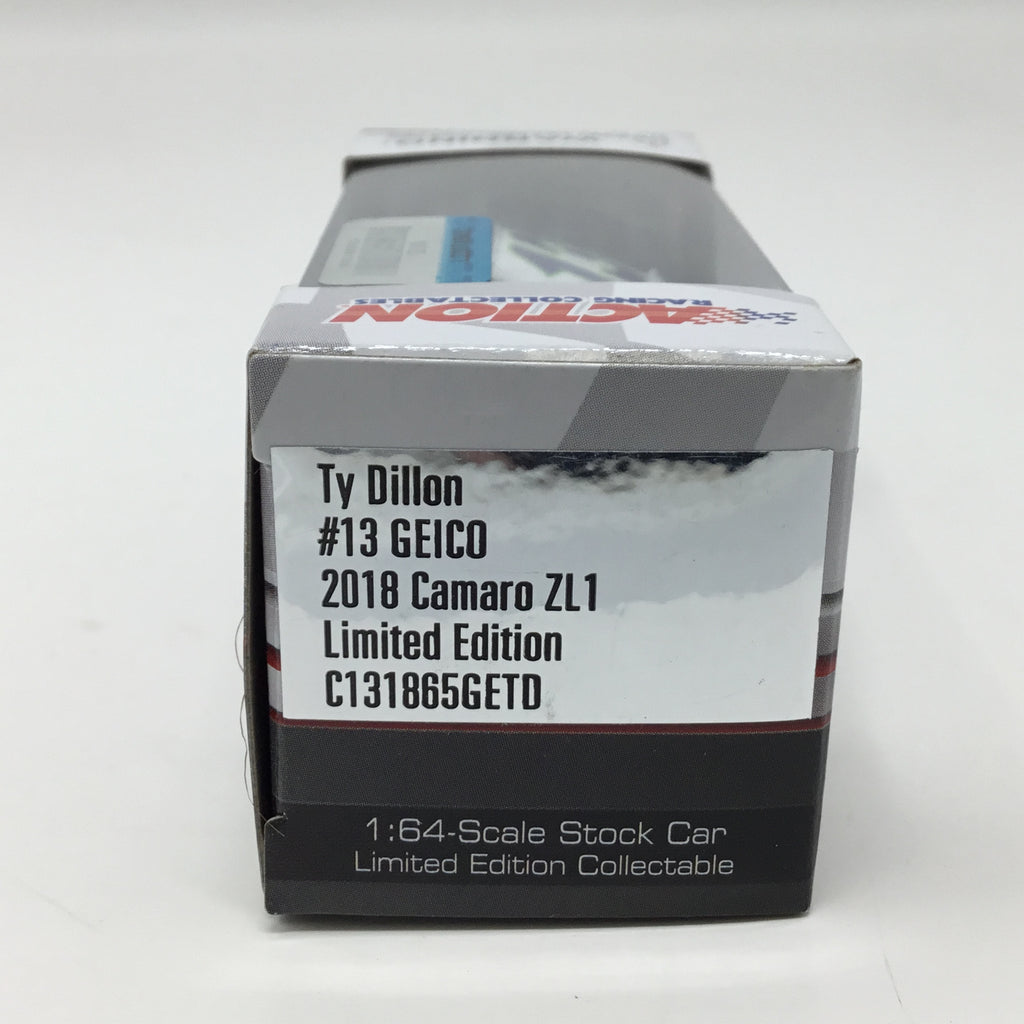 WARNING
ACTION
RACING COLLECTABLES
Ty Dillon
#13 GEICO
2018 Camaro ZL1
Limited Edition
C131865GETD
1:64-Scale Stock Car
Limited Edition Collectable